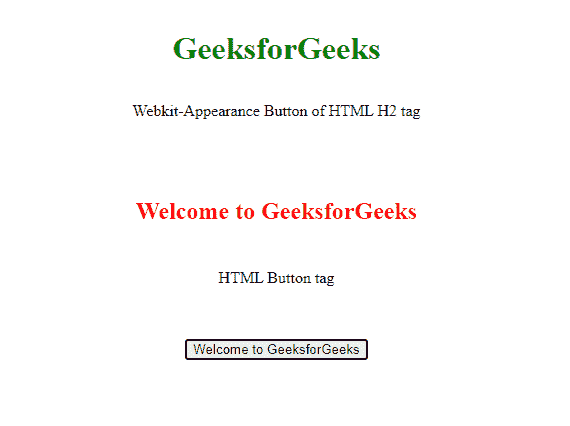 GeeksforGeeks
Webkit-Appearance Button of HTML H2 tag
Welcome to GeeksforGeeks
HTML Button tag
Welcome to GeeksforGeeks